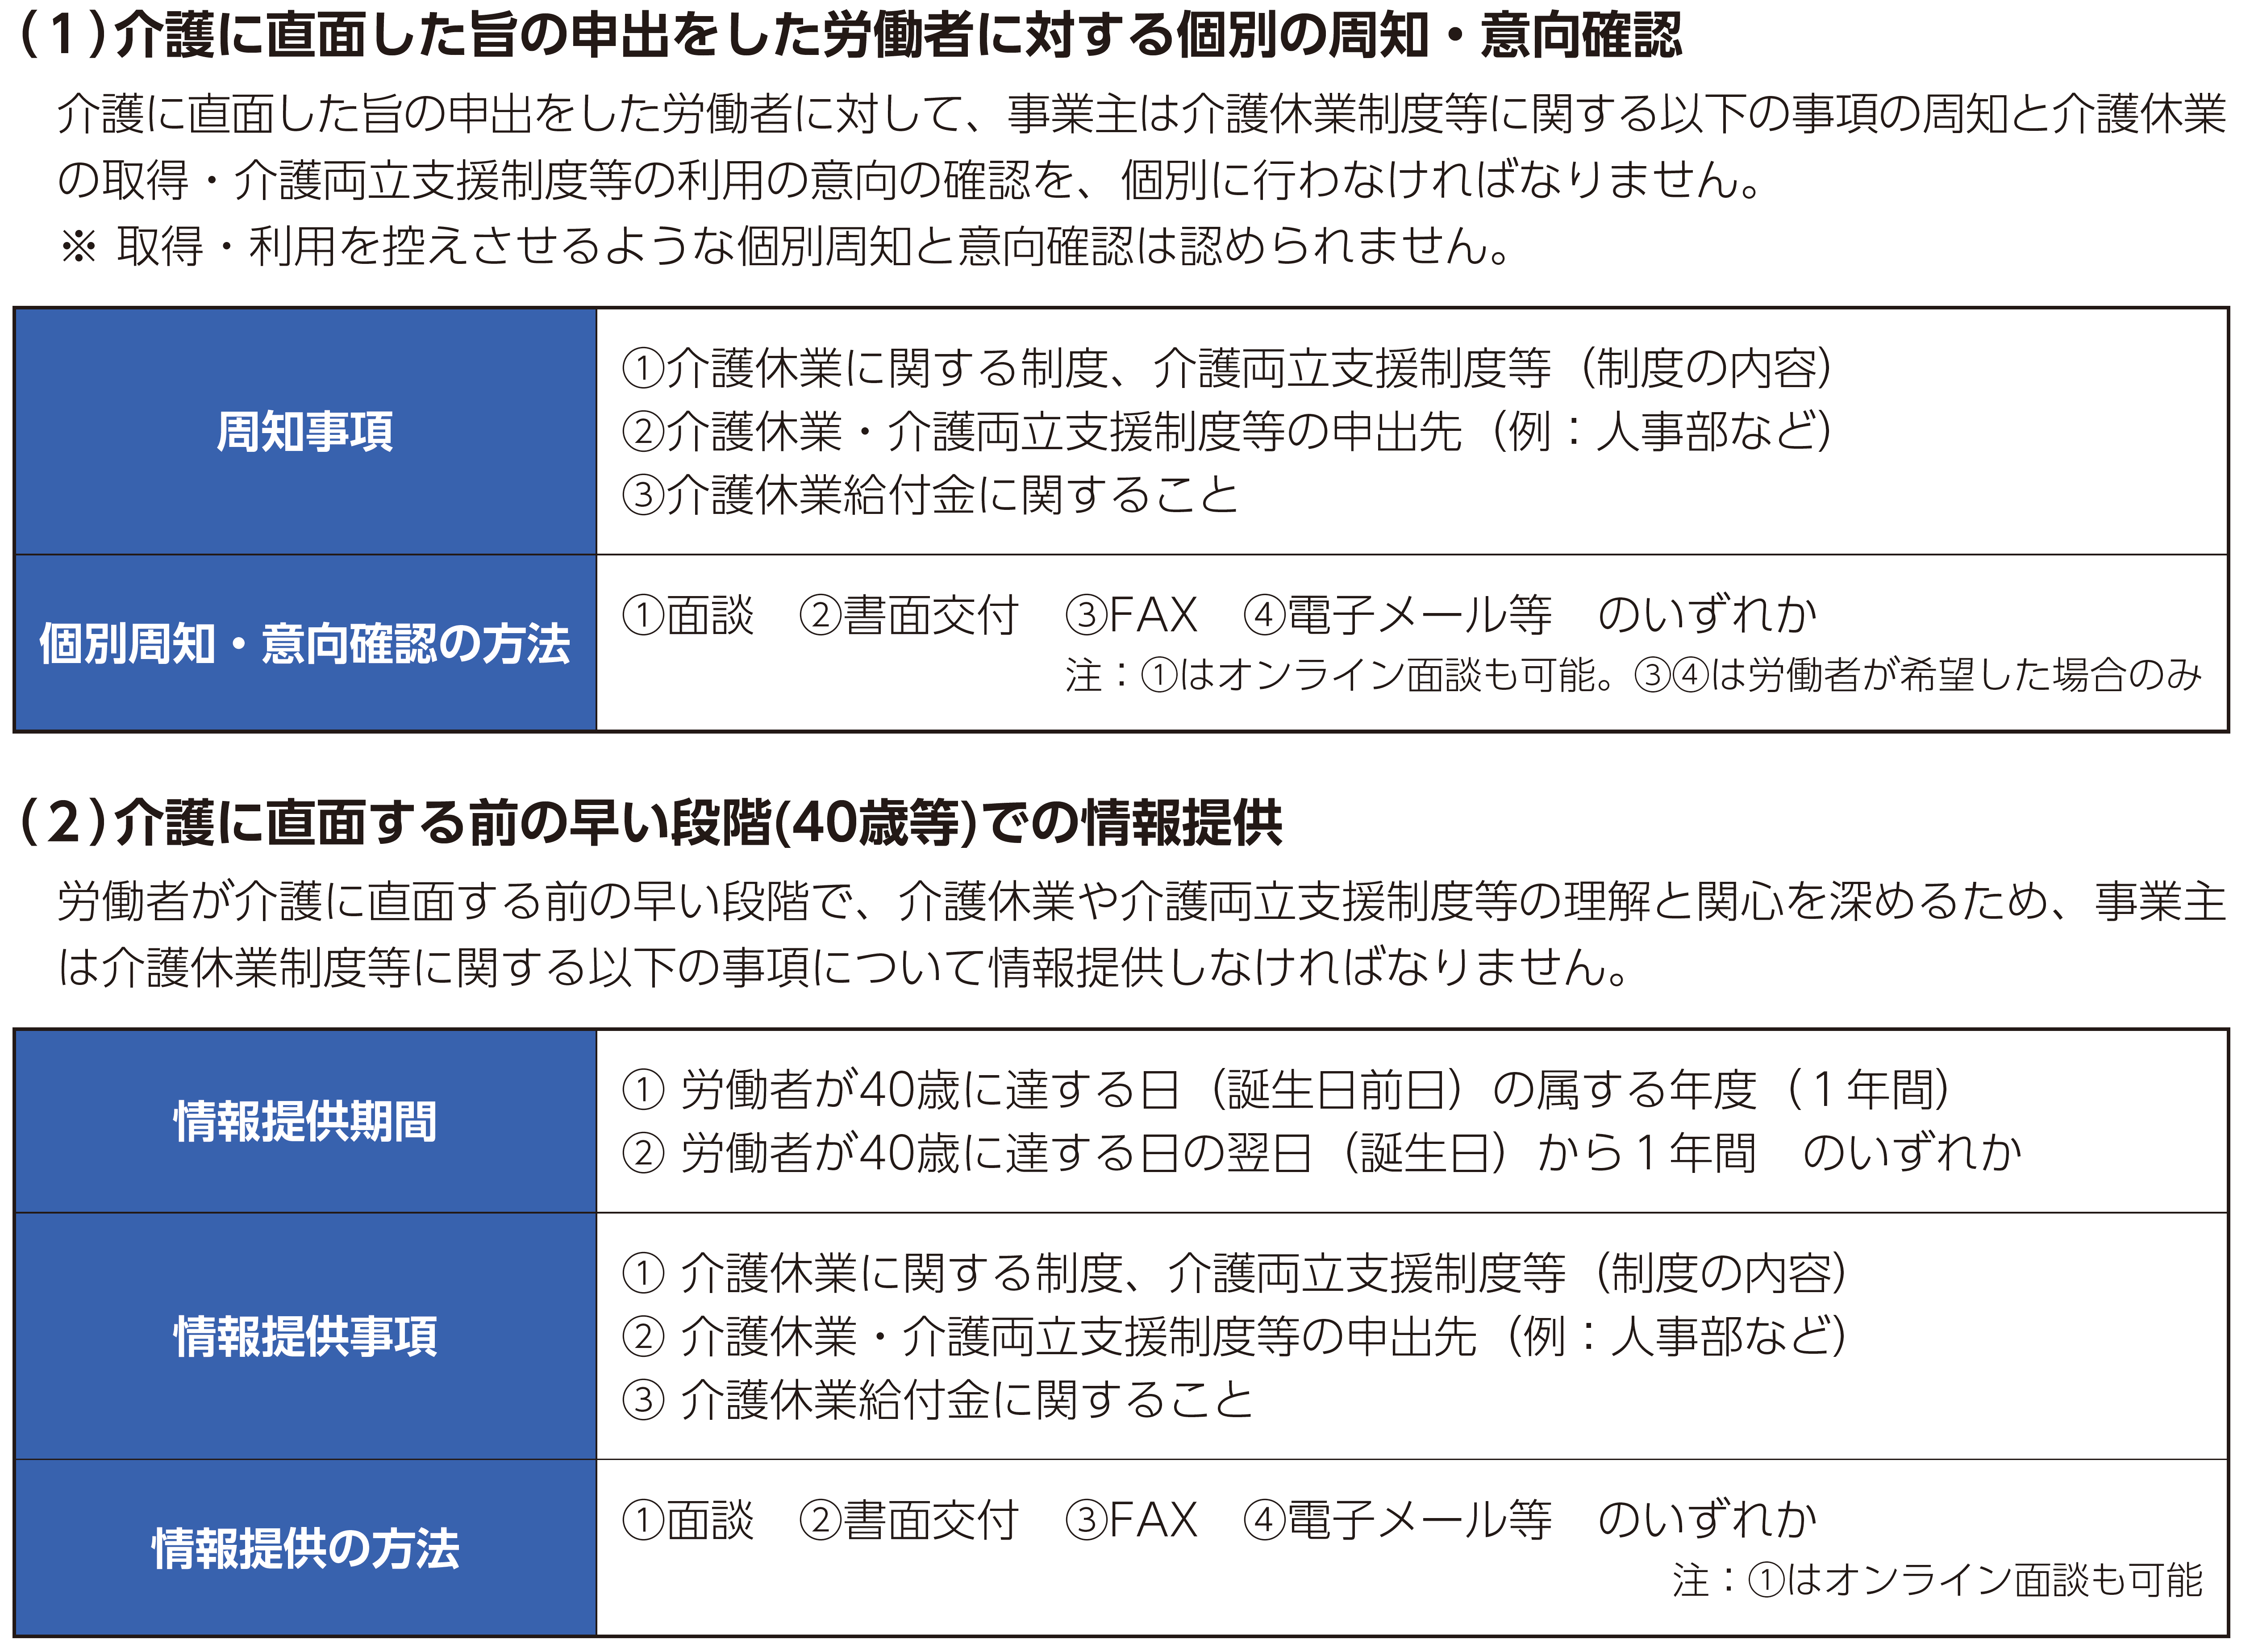 (1)介護に直面した旨の申出をした労働者に対する個別の周知・意向確認
介護に直面した旨の申出をした労働者に対して、事業主は介護休業制度等に関する以下の事項の周知と介護休業
の取得・介護両立支援制度等の利用の意向の確認を、個別に行わなければなりません。
※ 取得・利用を控えさせるような個別周知と意向確認は認められません。
周知事項
①介護休業に関する制度、介護両立支援制度等（制度の内容）
②介護休業・介護両立支援制度等の申出先（例：人事部など）
③介護休業給付金に関すること
個別周知・意向確認の方法
①面談　②書面交付　③FAX　④電子メール等　のいずれか
注：①はオンライン面談も可能。③④は労働者が希望した場合のみ
(2)介護に直面する前の早い段階(40歳等)での情報提供
労働者が介護に直面する前の早い段階で、介護休業や介護両立支援制度等の理解と関心を深めるため、事業主
は介護休業制度等に関する以下の事項について情報提供しなければなりません。
情報提供期間
① 労働者が40歳に達する日（誕生日前日）の属する年度（１年間）
② 労働者が40歳に達する日の翌日（誕生日）から１年間　のいずれか
情報提供事項
① 介護休業に関する制度、介護両立支援制度等（制度の内容）
② 介護休業・介護両立支援制度等の申出先（例：人事部など）
③ 介護休業給付金に関すること
情報提供の方法
①面談　②書面交付　③FAX　④電子メール等　のいずれか
注：①はオンライン面談も可能